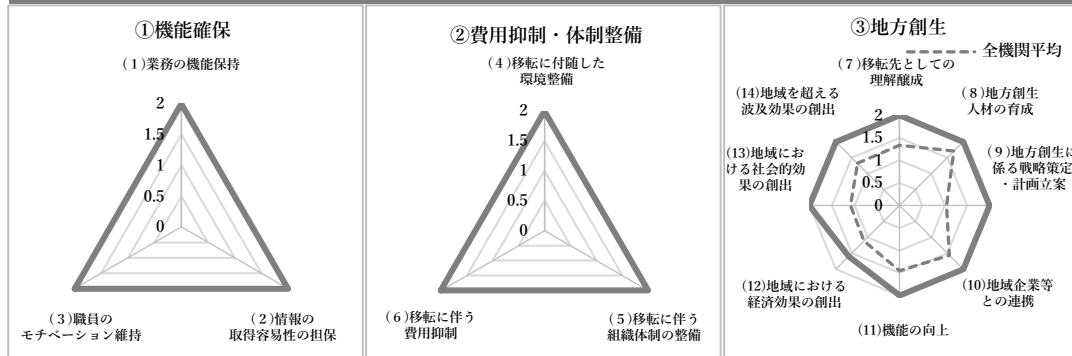 ①機能確保
(1)業務の機能保持
2
1.5
1
0.5
0
(3)職員の
モチベーション維持
(2)情報の
取得容易性の担保
②費用抑制・体制整備
(4)移転に付随した
環境整備
2
1.5
1
0.5
0
(6)移転に伴う
費用抑制
(5)移転に伴う
組織体制の整備
③地方創生
全機関平均
(7)移転先としての
理解醸成
(14)地域を超える
波及効果の創出
(8)地方創生
人材の育成
(13)地域にお
ける社会的効
果の創出
2
1.5
1
0.5
0
(9)地方創生に
係る戦略策定
・計画立案
(12)地域における
経済効果の創出
(10)地域企業等
との連携
(11)機能の向上